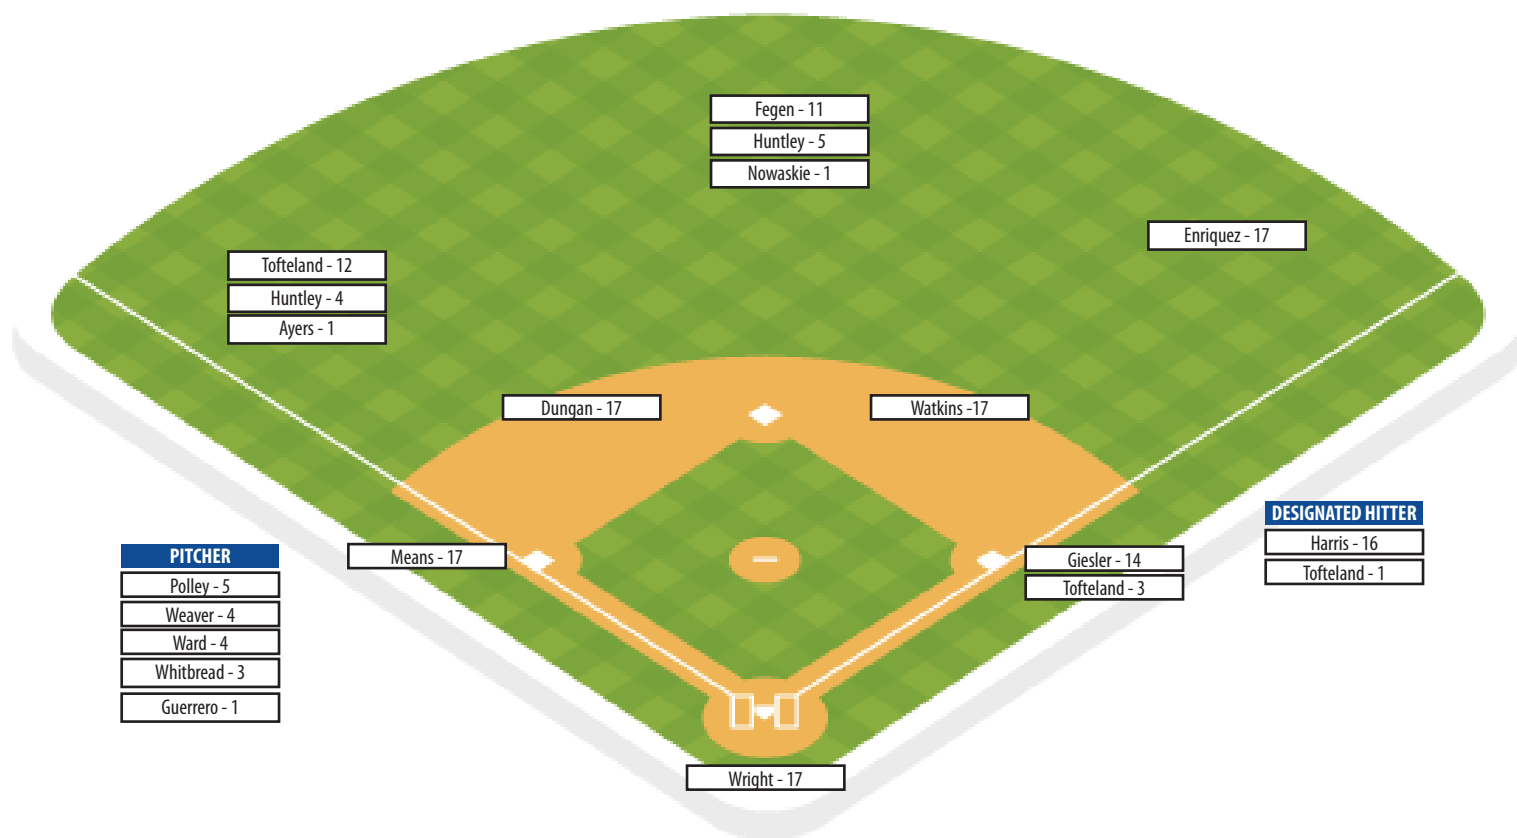 Fegen - 11
Huntley - 5
Nowaskie - 1
Enriquez - 17
Tofteland - 12
Huntley - 4
Ayers - 1
Dungan - 17
Watkins -17
Means - 17
Giesler - 14
Tofteland - 3
DESIGNATED HITTER
Harris - 16
Tofteland - 1
PITCHER
Polley - 5
Weaver - 4
Ward - 4
Whitbread - 3
Guerrero - 1
Wright - 17